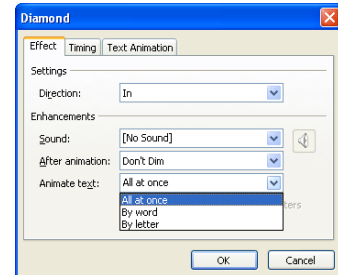 Diamond
Effect Timing Text Animation
Settings
Direction: In
Enhancements
Sound: [No Sound]
After animation: Don't Dim
Animate text: All at once
All at once
By word
By letter
OK Cancel